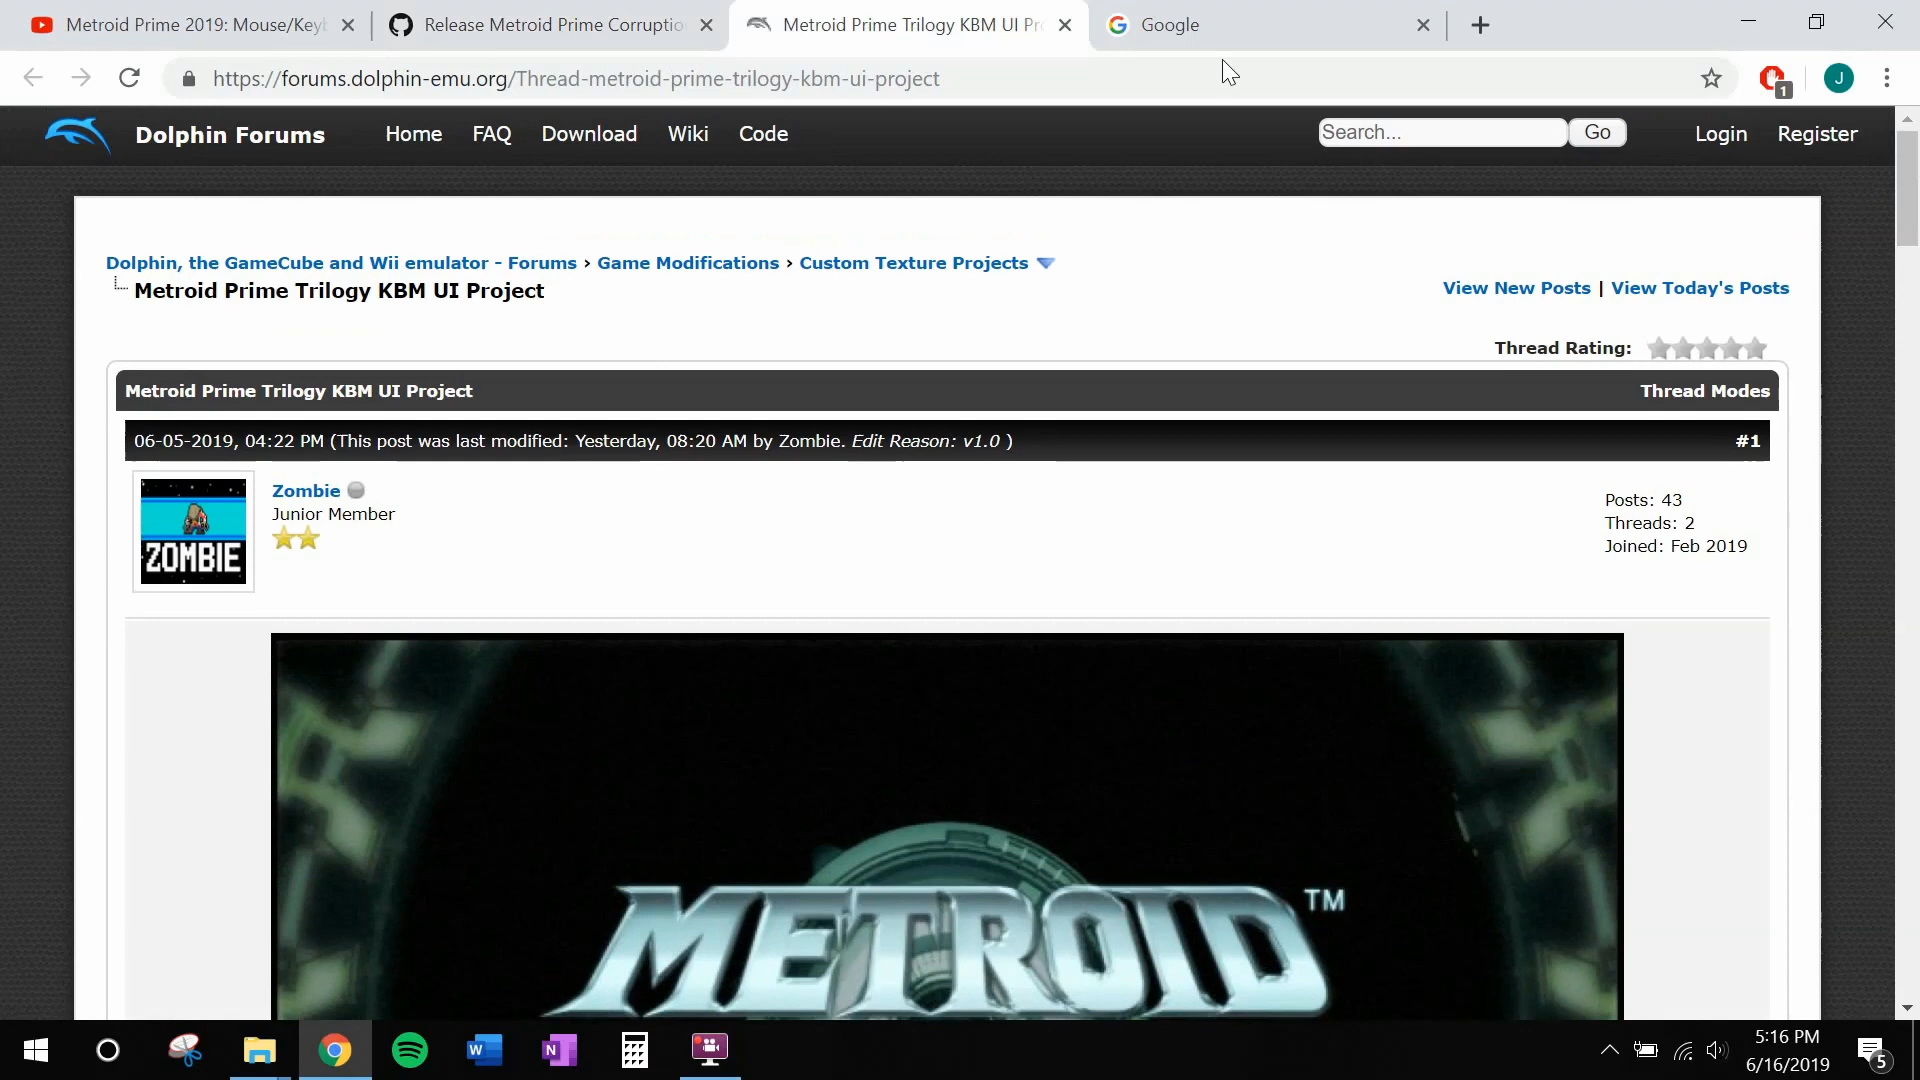 Metroid Prime 2019: Mouse/Keyb
Release Metroid Prime Corruptio
Metroid Prime Trilogy KBM UI Pr
Google
https://forums.dolphin-emu.org/Thread-metroid-prime-trilogy-kbm-ui-project
1
J
Dolphin Forums
Home
FAQ
Download
Wiki
Code
Search...
Go
Login
Register
Dolphin, the GameCube and Wii emulator - Forums › Game Modifications › Custom Texture Projects
Metroid Prime Trilogy KBM UI Project
View New Posts | View Today's Posts
Thread Rating:
Metroid Prime Trilogy KBM UI Project
Thread Modes
06-05-2019, 04:22 PM (This post was last modified: Yesterday, 08:20 AM by Zombie. Edit Reason: v1.0 )
#1
ZOMBIE
Zombie
Junior Member
Posts: 43
Threads: 2
Joined: Feb 2019
METROID TM
W
N
5:16 PM
6/16/2019
5